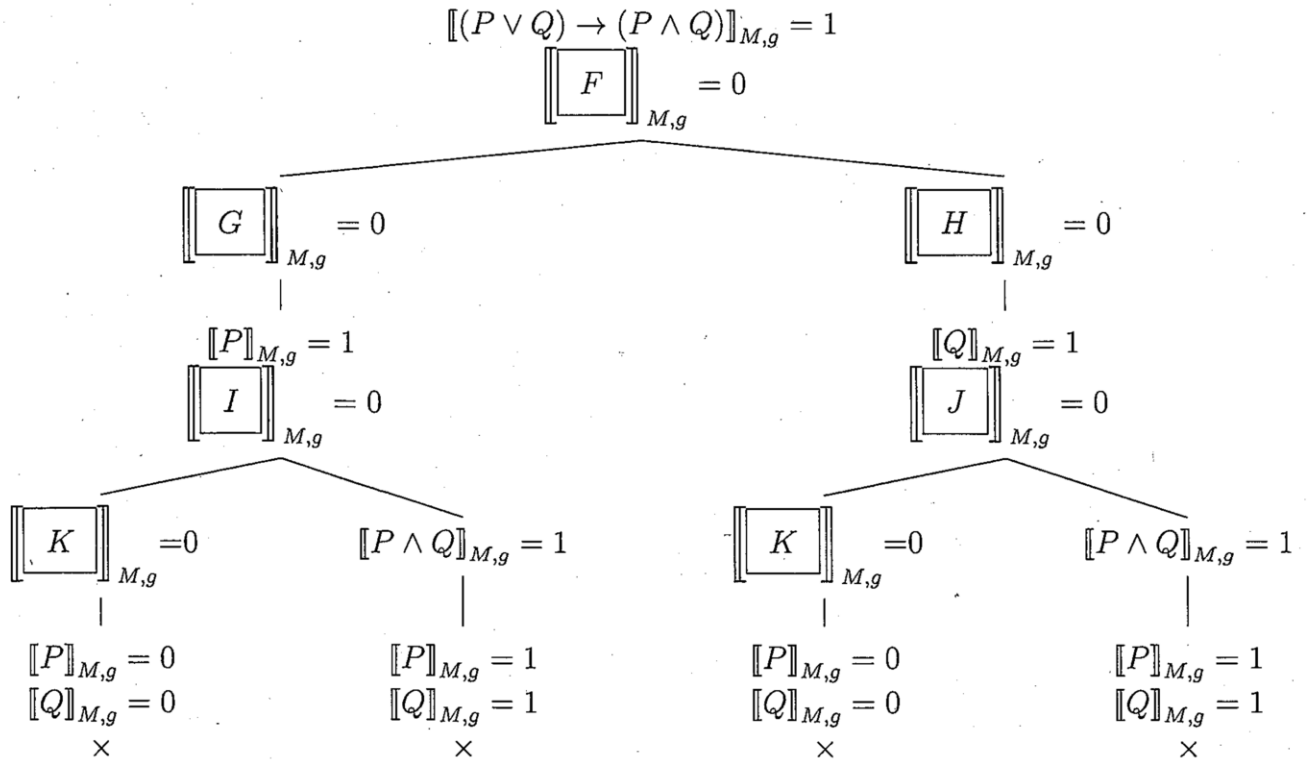 ⟦(P ∨ Q) → (P ∧ Q)⟧M,g = 1
⟦F⟧M,g = 0
⟦G⟧M,g = 0 ⟦H⟧M,g = 0
⟦P⟧M,g = 1 ⟦Q⟧M,g = 1
⟦I⟧M,g = 0 ⟦J⟧M,g = 0
⟦K⟧M,g =0 ⟦P ∧ Q⟧M,g = 1 ⟦K⟧M,g =0 ⟦P ∧ Q⟧M,g = 1
⟦P⟧M,g = 0 ⟦P⟧M,g = 1 ⟦P⟧M,g = 0 ⟦P⟧M,g = 1
⟦Q⟧M,g = 0 ⟦Q⟧M,g = 1 ⟦Q⟧M,g = 0 ⟦Q⟧M,g = 1
× × × ×